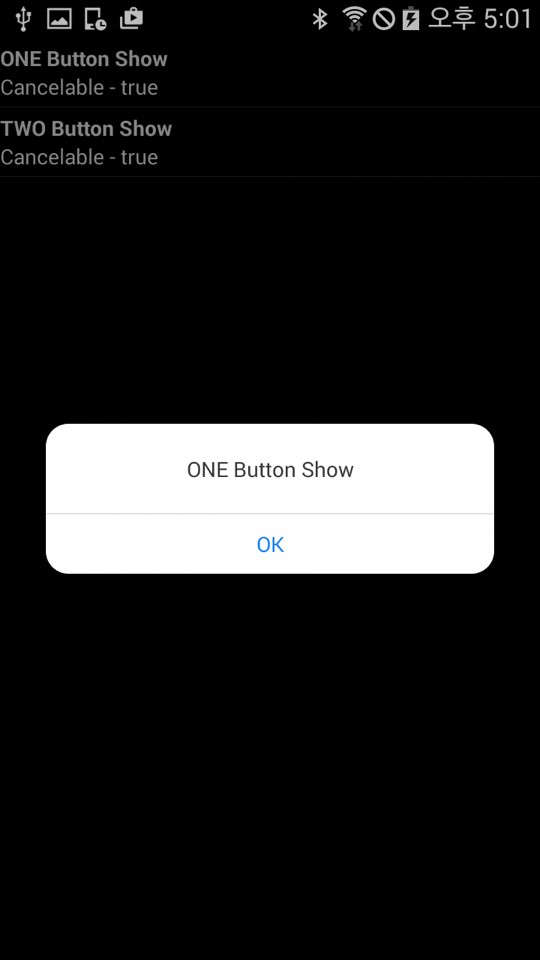 오후 5:01
ONE Button Show
Cancelable - true
TWO Button Show
Cancelable - true
ONE Button Show
OK